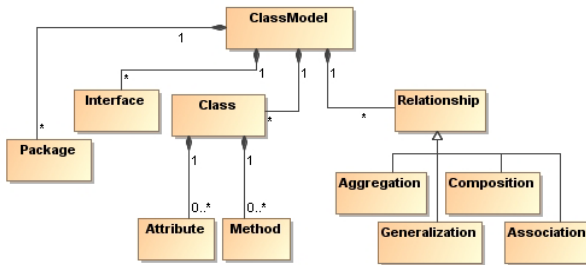 ClassModel
1
1
1
1
*
Interface
Class
*
Relationship
*
*
Package
1
1
Aggregation
Composition
0..*
0..*
Attribute
Method
Generalization
Association